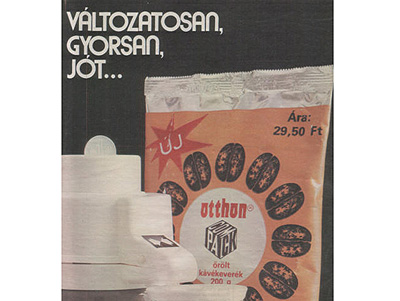 VÁLTOZATOSAN,
GYORSAN,
JÓT...
Ára:
29,50 Ft
ÚJ
otthon®
PACK
őrölt
kávékeverék
200 g